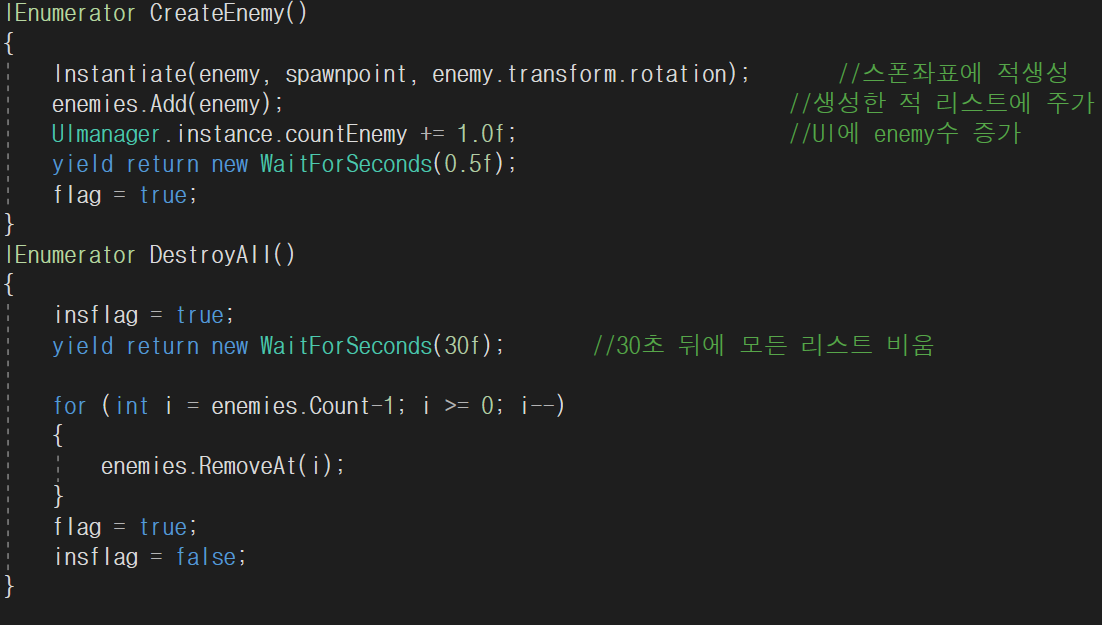 IEnumerator CreateEnemy()
{
Instantiate(enemy, spawnpoint, enemy.transform.rotation); //스폰좌표에 적생성
enemies.Add(enemy); //생성한 적 리스트에 추가
UImanager.instance.countEnemy += 1.0f; //UI에 enemy수 증가
yield return new WaitForSeconds(0.5f);
flag = true;
}
IEnumerator DestroyAll()
{
insflag = true;
yield return new WaitForSeconds(30f); //30초 뒤에 모든 리스트 비움
for (int i = enemies.Count-1; i >= 0; i--)
{
enemies.RemoveAt(i);
}
flag = true;
insflag = false;
}